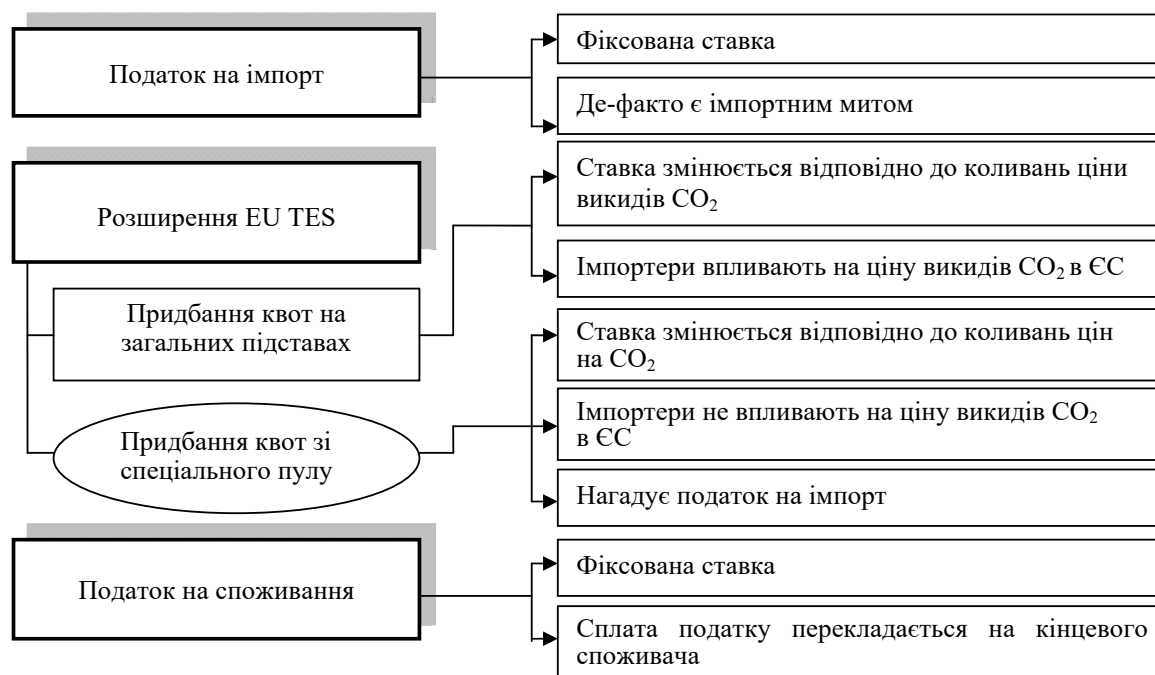 Податок на імпорт
Фіксована ставка
Де-факто є імпортним митом
Розширення EU TES
Ставка змінюється відповідно до коливань ціни
викидів CO₂
Імпортери впливають на ціну викидів CO₂ в ЄС
Придбання квот на
загальних підставах
Ставка змінюється відповідно до коливань цін
на CO₂
Імпортери не впливають на ціну викидів CO₂
в ЄС
Придбання квот зі
спеціального пулу
Нагадує податок на імпорт
Податок на споживання
Фіксована ставка
Сплата податку перекладається на кінцевого
споживача